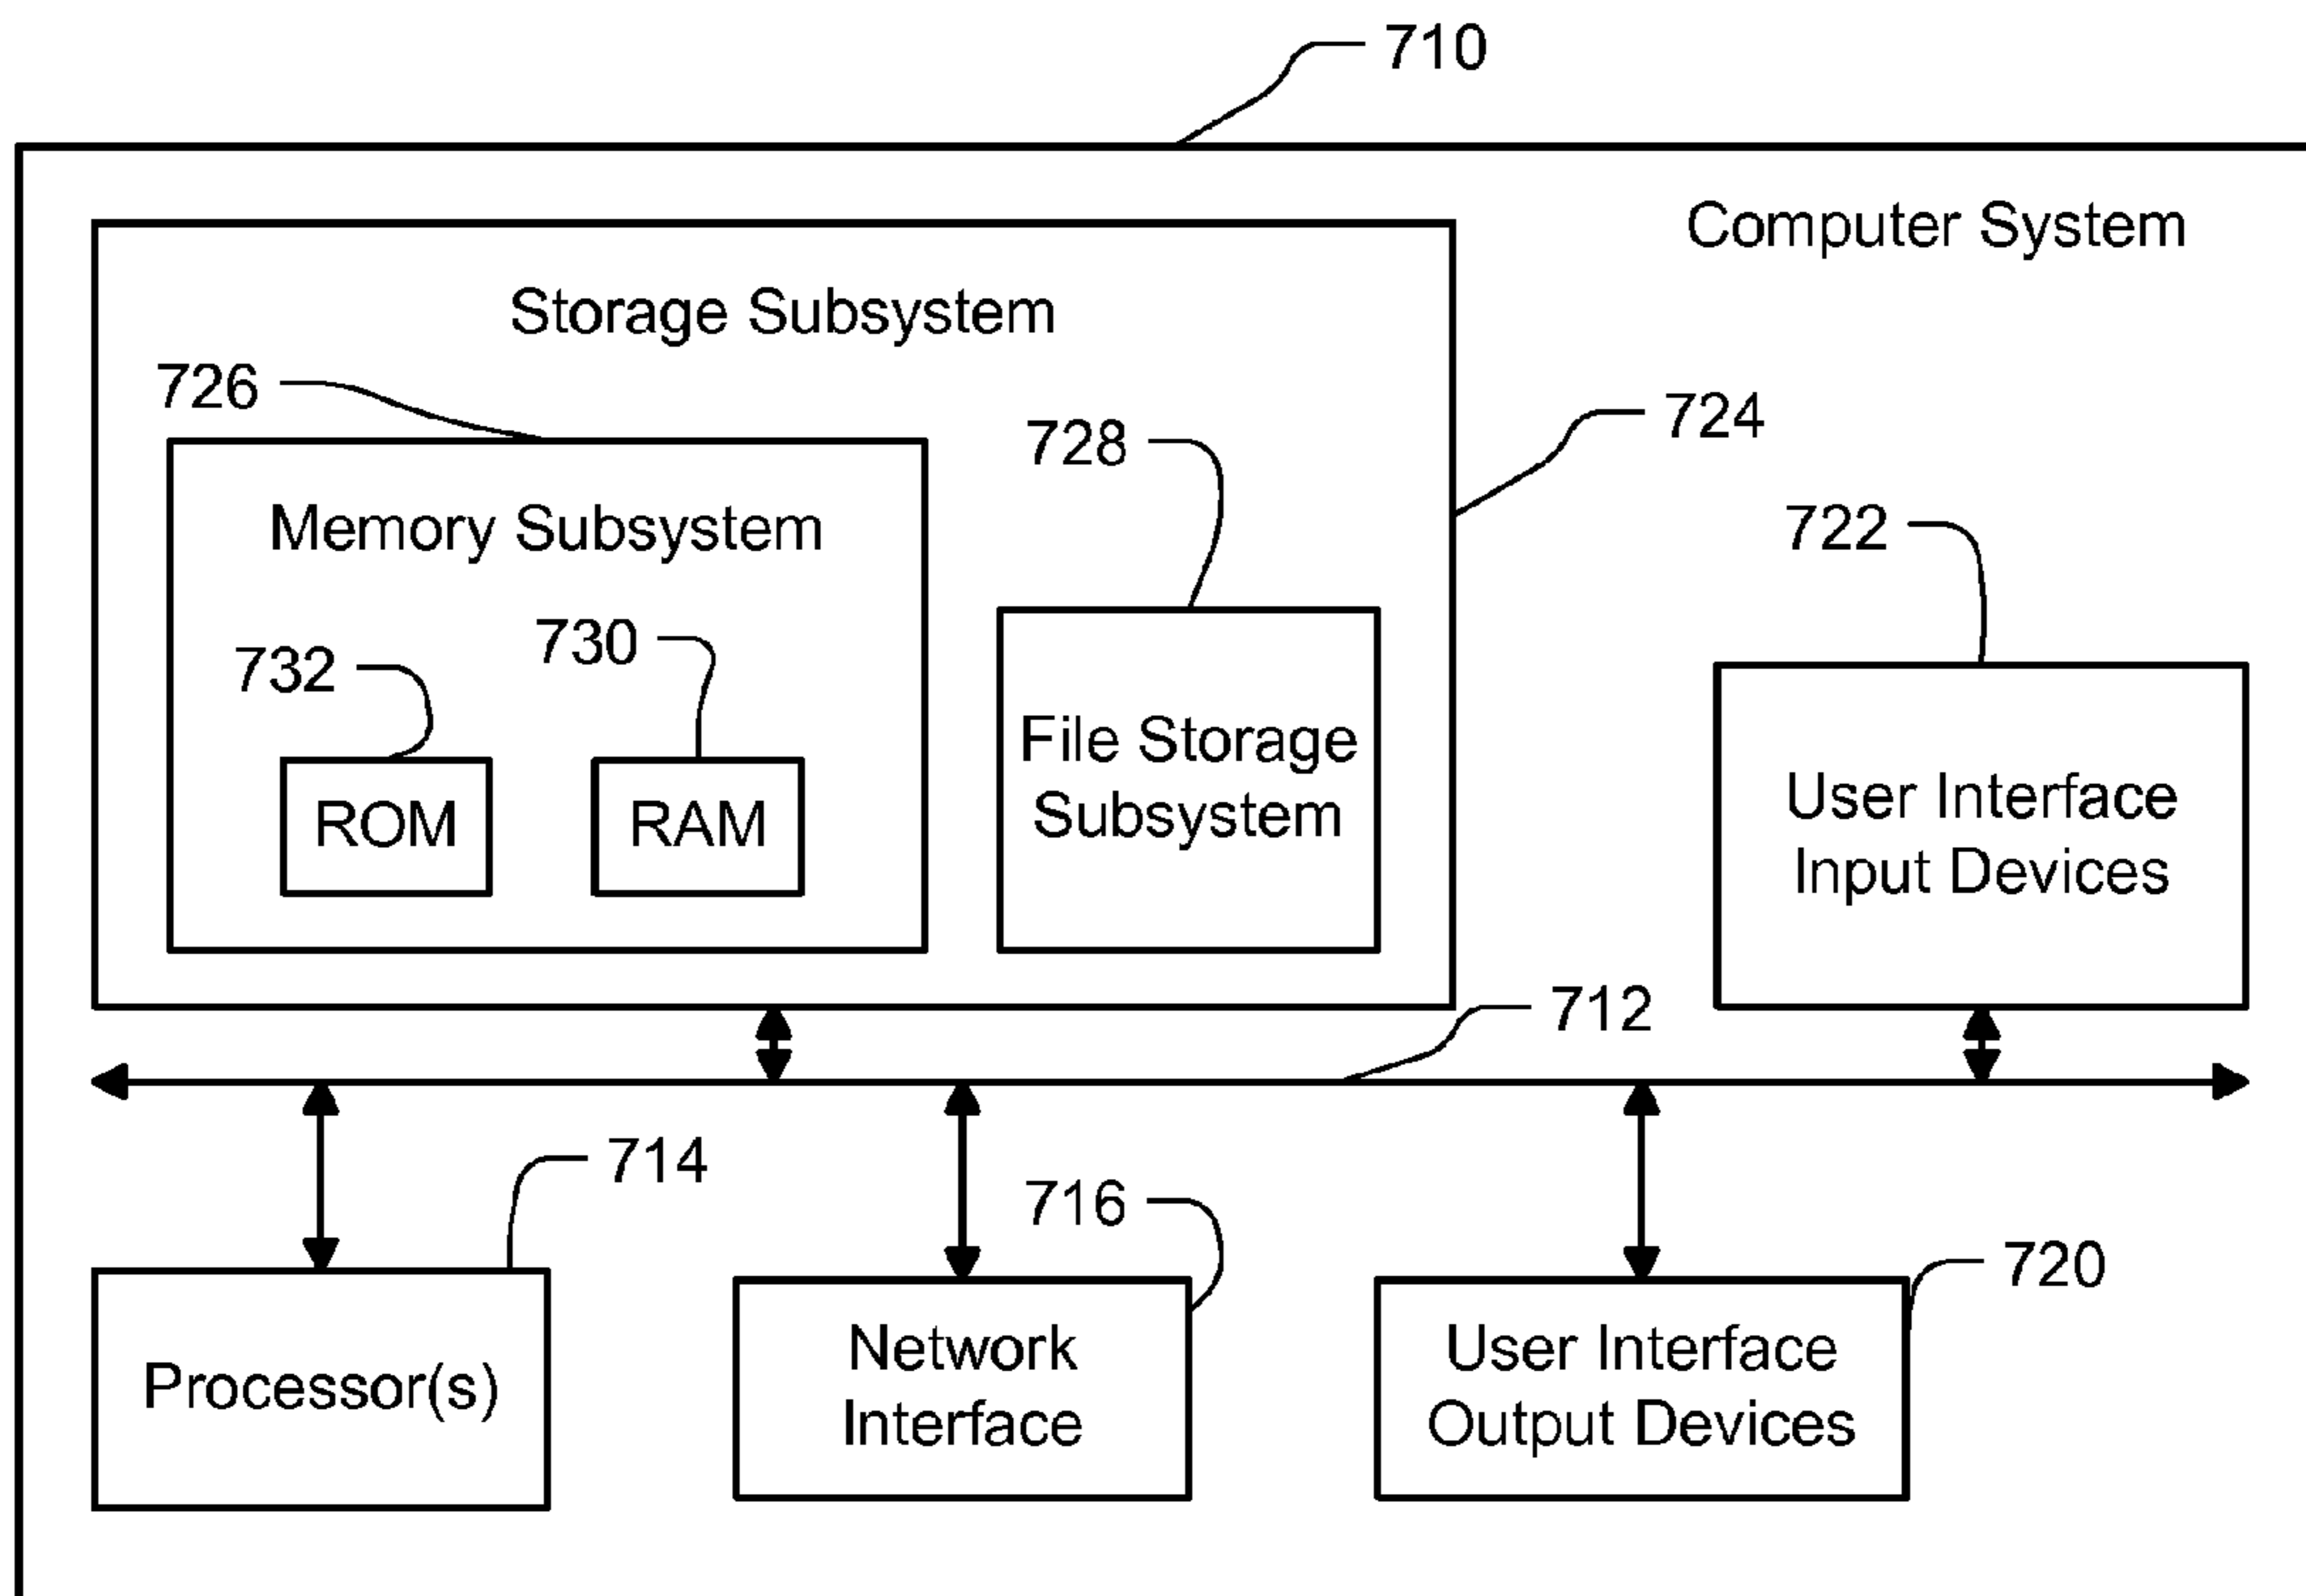 710
Computer System
Storage Subsystem
726
724
728
Memory Subsystem
722
732
730
File Storage
Subsystem
ROM
RAM
User Interface
Input Devices
712
714
716
720
Processor(s)
Network
Interface
User Interface
Output Devices